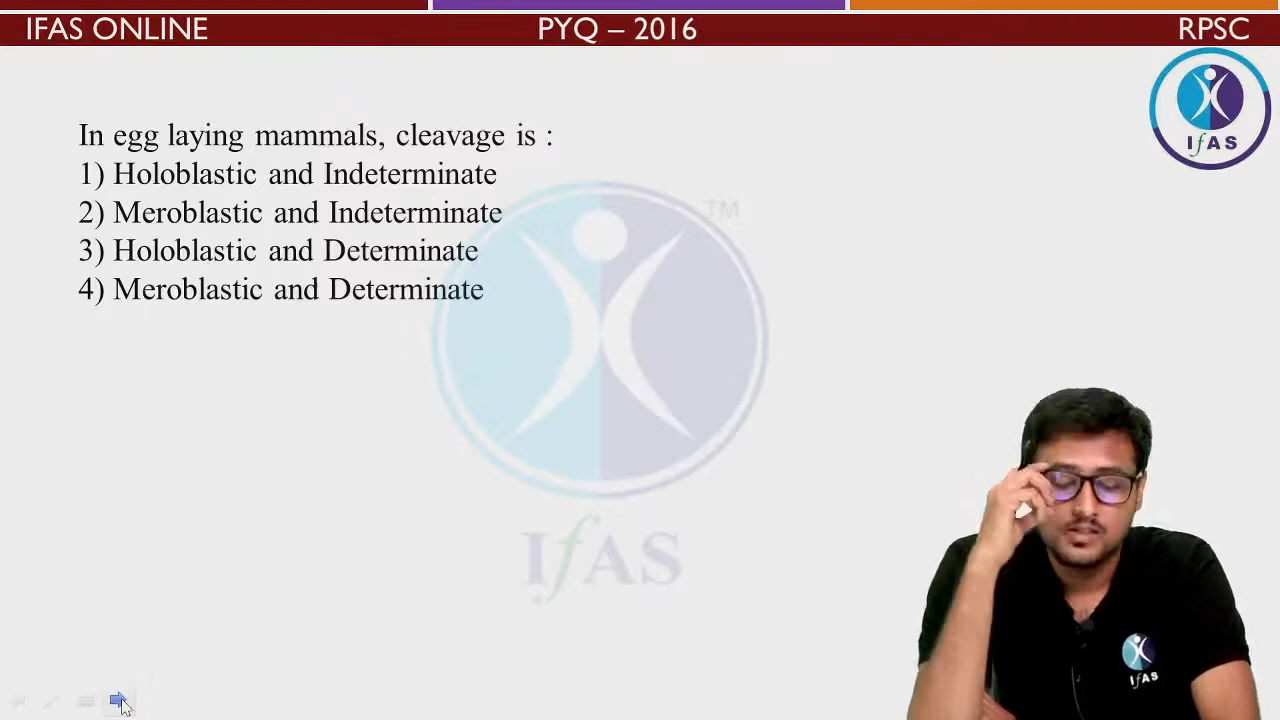 IFAS ONLINE PYQ – 2016 RPSC
IfAS
In egg laying mammals, cleavage is :
1) Holoblastic and Indeterminate
2) Meroblastic and Indeterminate
3) Holoblastic and Determinate
4) Meroblastic and Determinate
TM
IfAS
IfAS